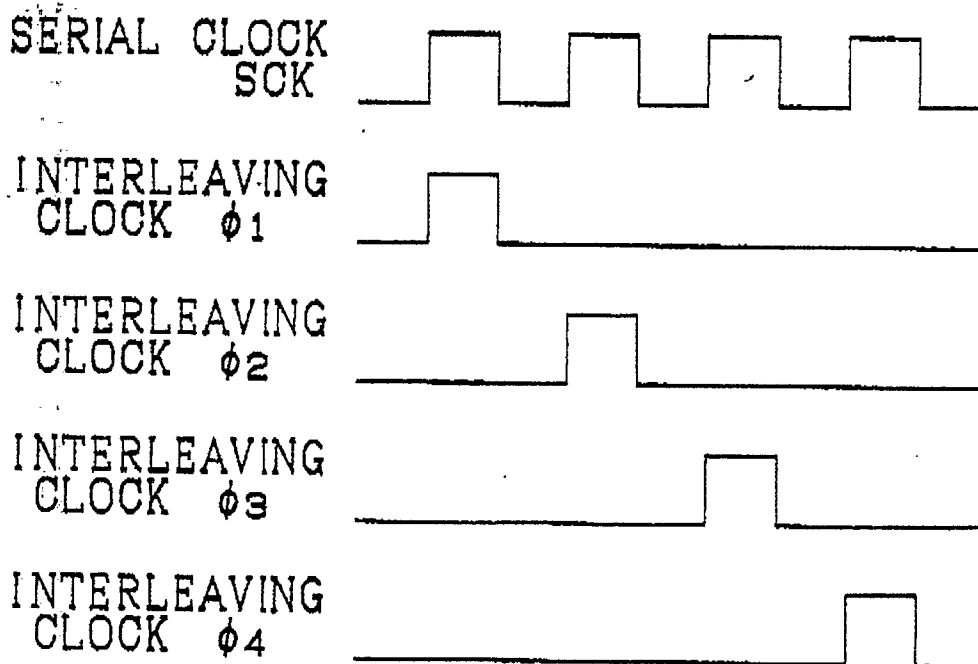 SERIAL CLOCK
SCK
INTERLEAVING
CLOCK ϕ1
INTERLEAVING
CLOCK ϕ2
INTERLEAVING
CLOCK ϕ3
INTERLEAVING
CLOCK ϕ4